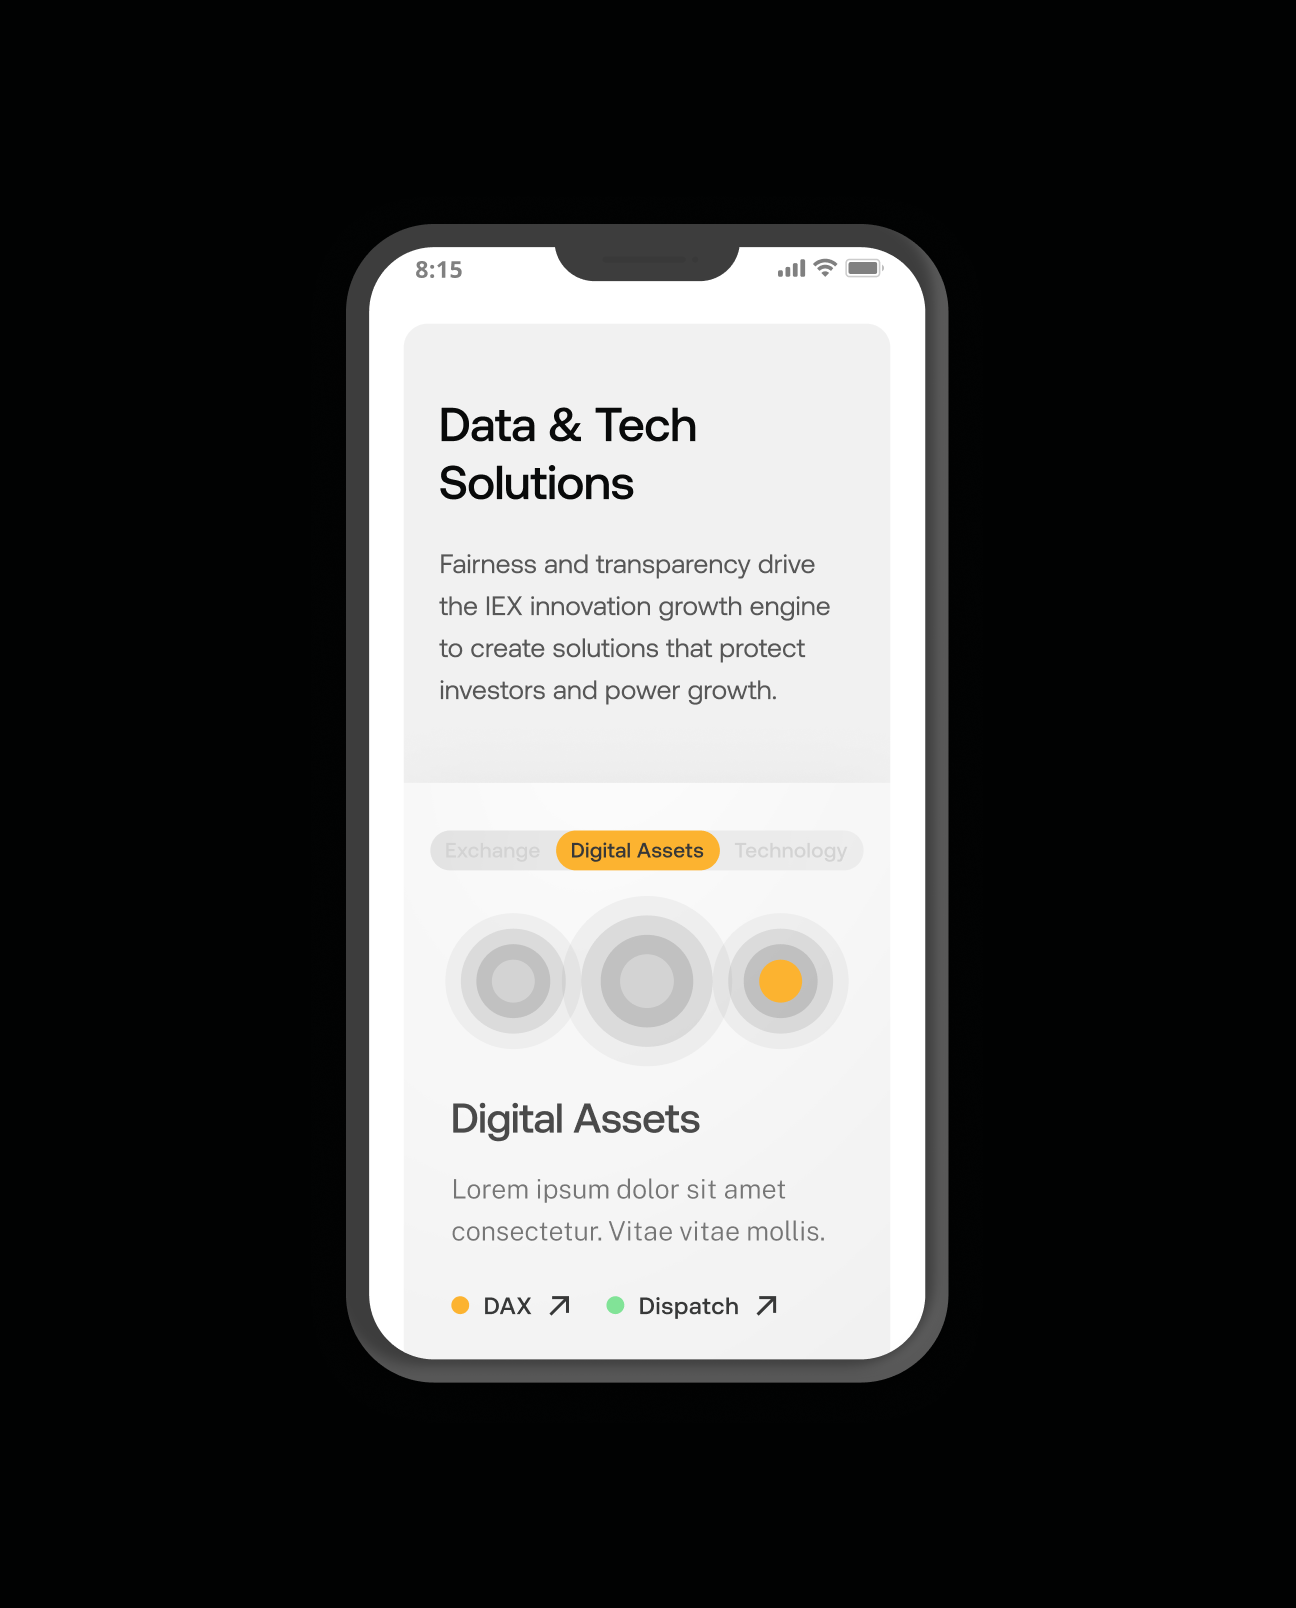 8:15
Data & Tech
Solutions
Fairness and transparency drive
the IEX innovation growth engine
to create solutions that protect
investors and power growth.
Exchange Digital Assets Technology
Digital Assets
Lorem ipsum dolor sit amet
consectetur. Vitae vitae mollis.
DAX Dispatch